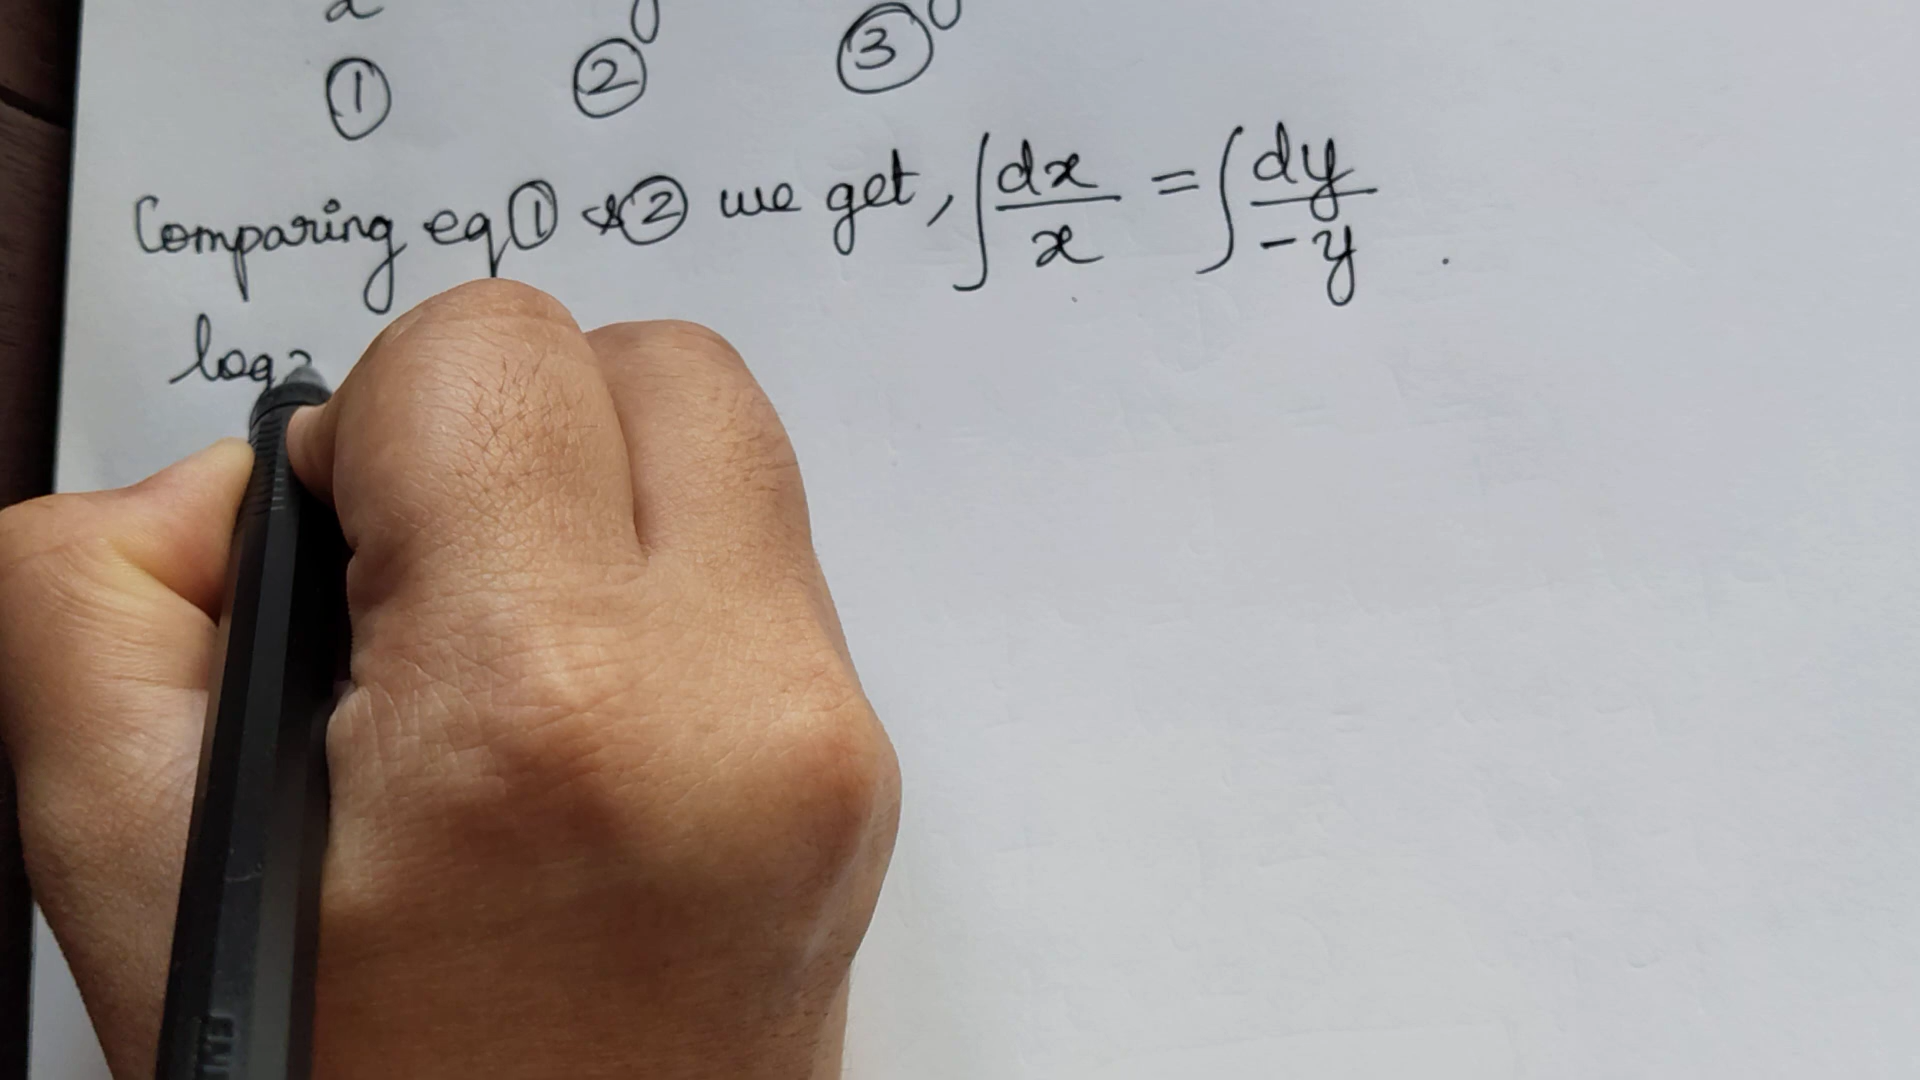 ① ② ③
Comparing eq ① & ② we get, ∫ dx/x = ∫ dy/-y .
log